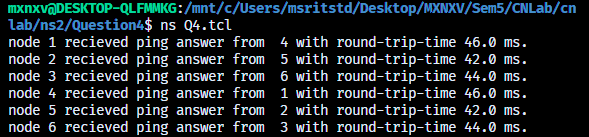 mxnxv@DESKTOP-QLFMMKG:/mnt/c/Users/msritstd/Desktop/MXNXV/Sem5/CNLab/cn
lab/ns2/Question4$ ns Q4.tcl
node 1 recieved ping answer from  4 with round-trip-time 46.0 ms.
node 2 recieved ping answer from  5 with round-trip-time 42.0 ms.
node 3 recieved ping answer from  6 with round-trip-time 44.0 ms.
node 4 recieved ping answer from  1 with round-trip-time 46.0 ms.
node 5 recieved ping answer from  2 with round-trip-time 42.0 ms.
node 6 recieved ping answer from  3 with round-trip-time 44.0 ms.